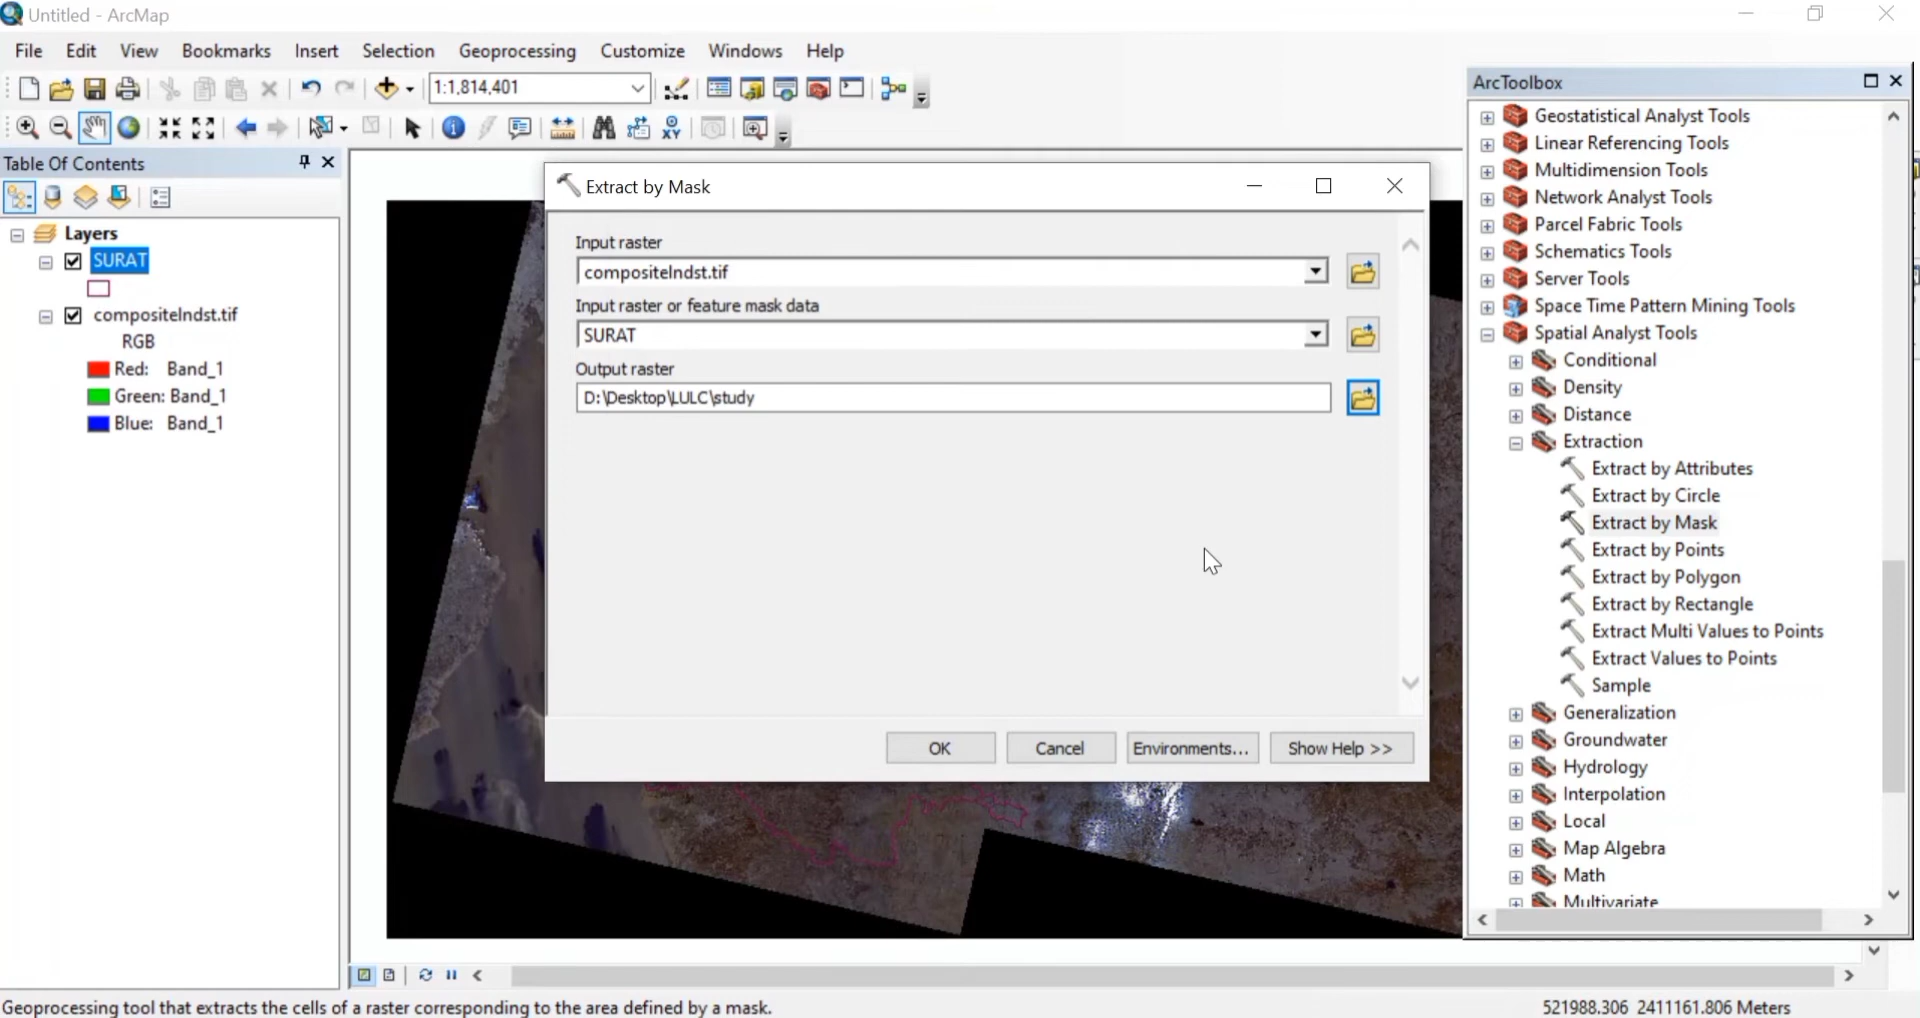 Untitled - ArcMap
File Edit View Bookmarks Insert Selection Geoprocessing Customize Windows Help
1:1,814,401
XY
Table Of Contents
Layers
SURAT
compositelndst.tif
RGB
Red: Band_1
Green: Band_1
Blue: Band_1
Extract by Mask
Input raster
compositelndst.tif
Input raster or feature mask data
SURAT
Output raster
D:\Desktop\LULC\study
OK Cancel Environments... Show Help >>
ArcToolbox
Geostatistical Analyst Tools
Linear Referencing Tools
Multidimension Tools
Network Analyst Tools
Parcel Fabric Tools
Schematics Tools
Server Tools
Space Time Pattern Mining Tools
Spatial Analyst Tools
Conditional
Density
Distance
Extraction
Extract by Attributes
Extract by Circle
Extract by Mask
Extract by Points
Extract by Polygon
Extract by Rectangle
Extract Multi Values to Points
Extract Values to Points
Sample
Generalization
Groundwater
Hydrology
Interpolation
Local
Map Algebra
Math
Multivariate
Geoprocessing tool that extracts the cells of a raster corresponding to the area defined by a mask.
521988.306 2411161.806 Meters